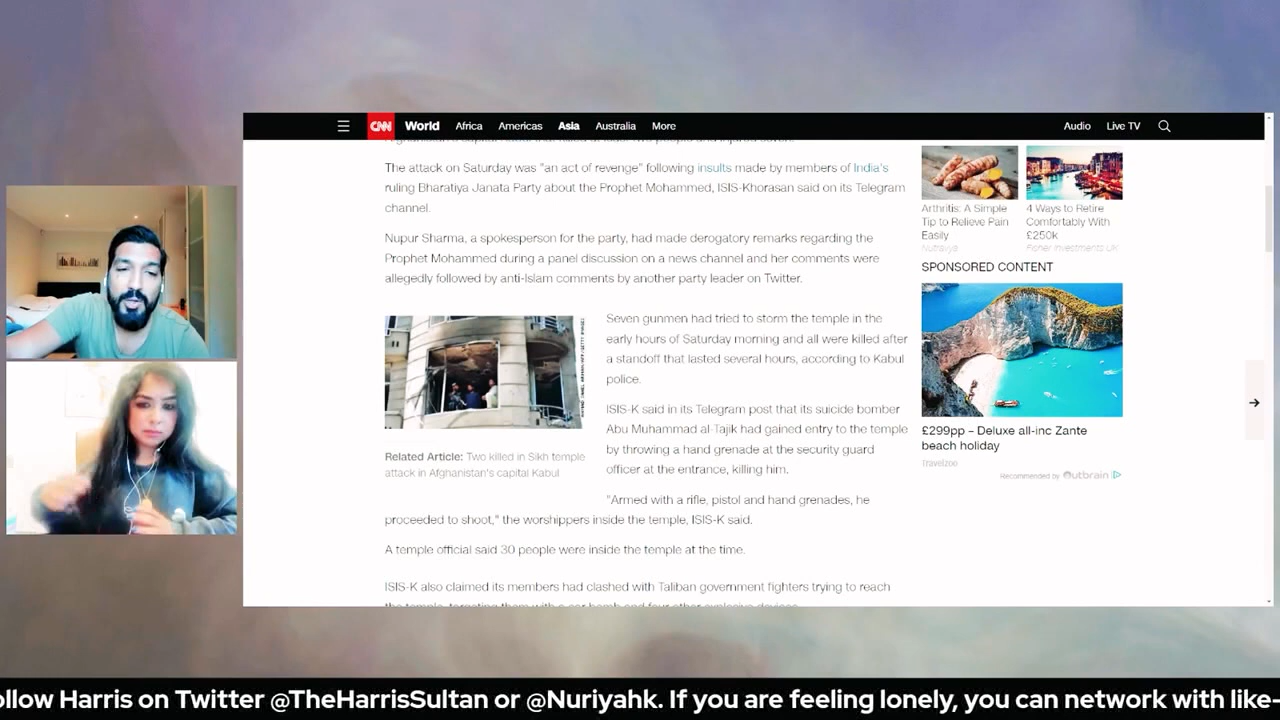 CNN World Africa Americas Asia Australia More Audio Live TV
The attack on Saturday was "an act of revenge" following insults made by members of India's
ruling Bharatiya Janata Party about the Prophet Mohammed, ISIS-Khorasan said on its Telegram
channel.
Nupur Sharma, a spokesperson for the party, had made derogatory remarks regarding the
Prophet Mohammed during a panel discussion on a news channel and her comments were
allegedly followed by anti-Islam comments by another party leader on Twitter.
Seven gunmen had tried to storm the temple in the
early hours of Saturday morning and all were killed after
a standoff that lasted several hours, according to Kabul
police.
ISIS-K said in its Telegram post that its suicide bomber
Abu Muhammad al-Tajik had gained entry to the temple
by throwing a hand grenade at the security guard
officer at the entrance, killing him.
Related Article: Two killed in Sikh temple
attack in Afghanistan's capital Kabul
"Armed with a rifle, pistol and hand grenades, he
proceeded to shoot," the worshippers inside the temple, ISIS-K said.
A temple official said 30 people were inside the temple at the time.
ISIS-K also claimed its members had clashed with Taliban government fighters trying to reach
Arthritis: A Simple
Tip to Relieve Pain
Easily
Nutravya
4 Ways to Retire
Comfortably With
£250k
Fisher Investments UK
SPONSORED CONTENT
£299pp – Deluxe all-inc Zante
beach holiday
Travelzoo
Recommended by Outbrain
ollow Harris on Twitter @TheHarrisSultan or @Nuriyahk. If you are feeling lonely, you can network with like-